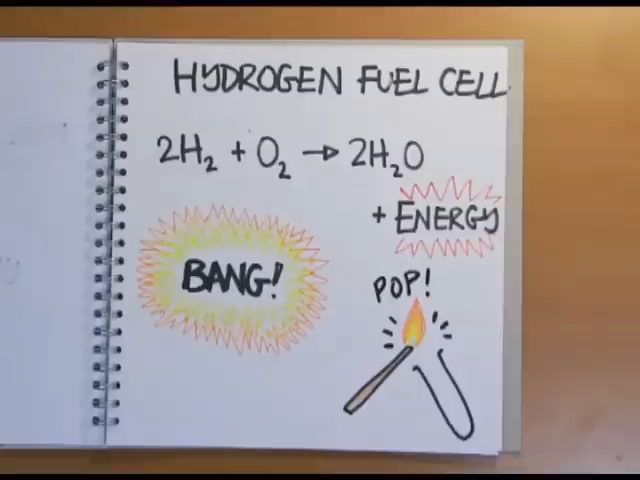 HYDROGEN FUEL CELL
2H₂ + O₂ → 2H₂O
+ ENERGY
BANG!
POP!